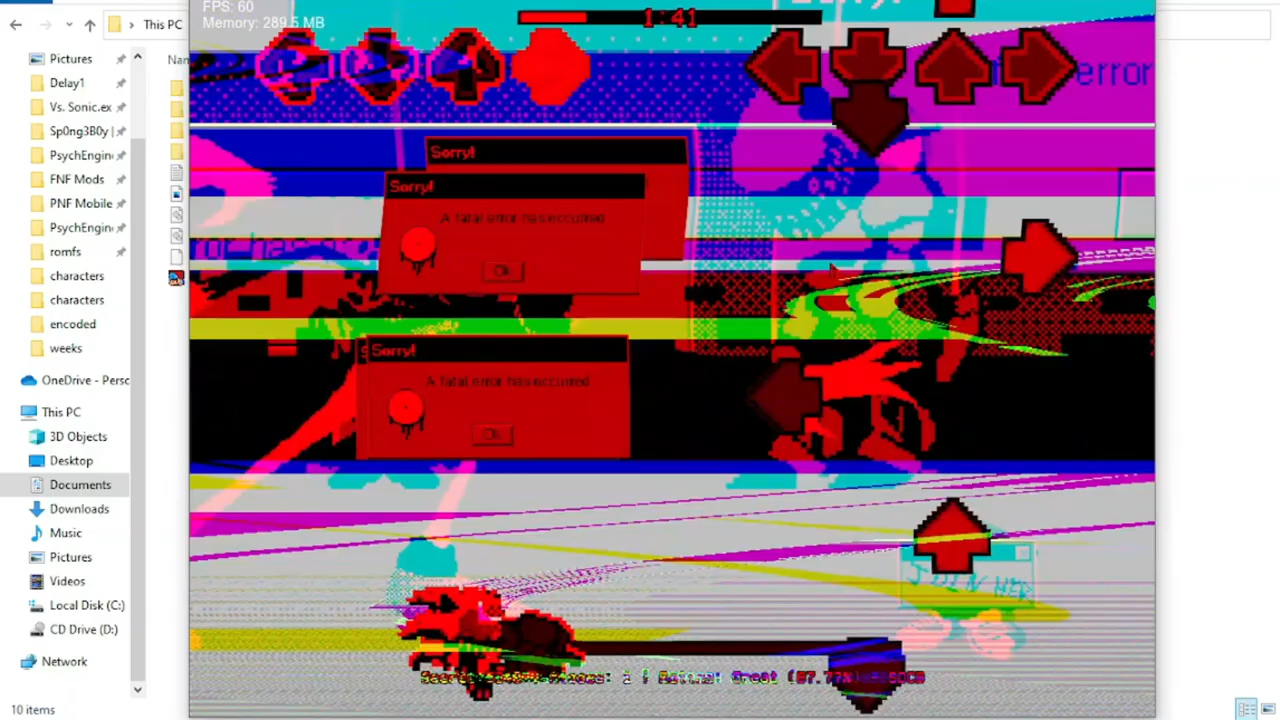 FPS: 60
Memory: 289.5 MB
1:41
This PC
Pictures
Delay1
Vs. Sonic.ex
Sp0ng3B0y |
PsychEngin
FNF Mods
PNF Mobile
PsychEngin
romfs
characters
characters
encoded
weeks
OneDrive - Perso
This PC
3D Objects
Desktop
Documents
Downloads
Music
Pictures
Videos
Local Disk (C:)
CD Drive (D:)
Network
10 items
Nan
error
Sorry!
Sorry!
A fatal error has occurred
Ok
Sorry!
A fatal error has occurred
Ok
JOIN HER